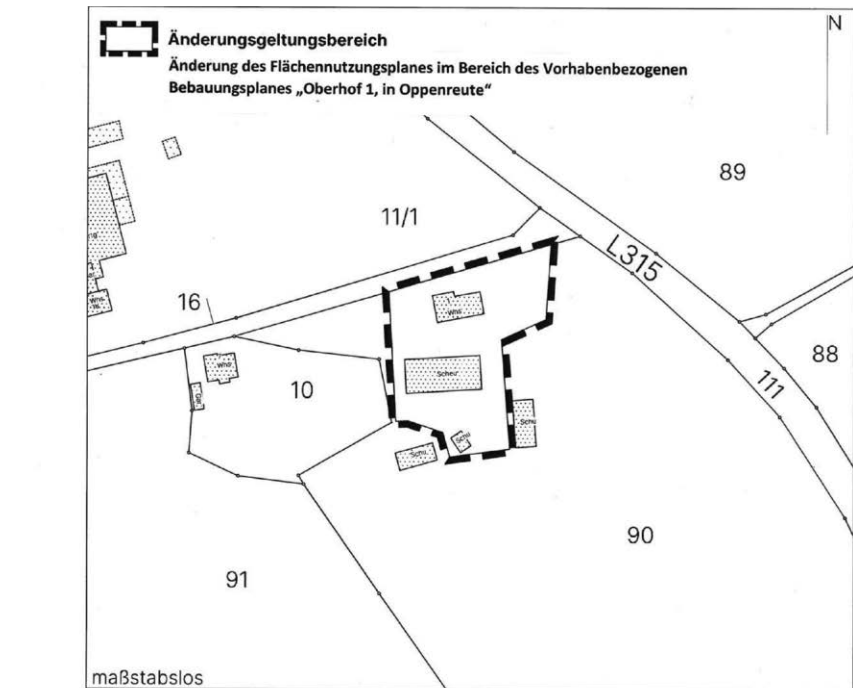 N
Änderungsgeltungsbereich
Änderung des Flächennutzungsplanes im Bereich des Vorhabenbezogenen
Bebauungsplanes „Oberhof 1, in Oppenreute“
89
11/1
L315
16
Whs
88
Whs
Scheu
10
111
Gar
Schu
Schu
Schu
90
91
maßstabslos